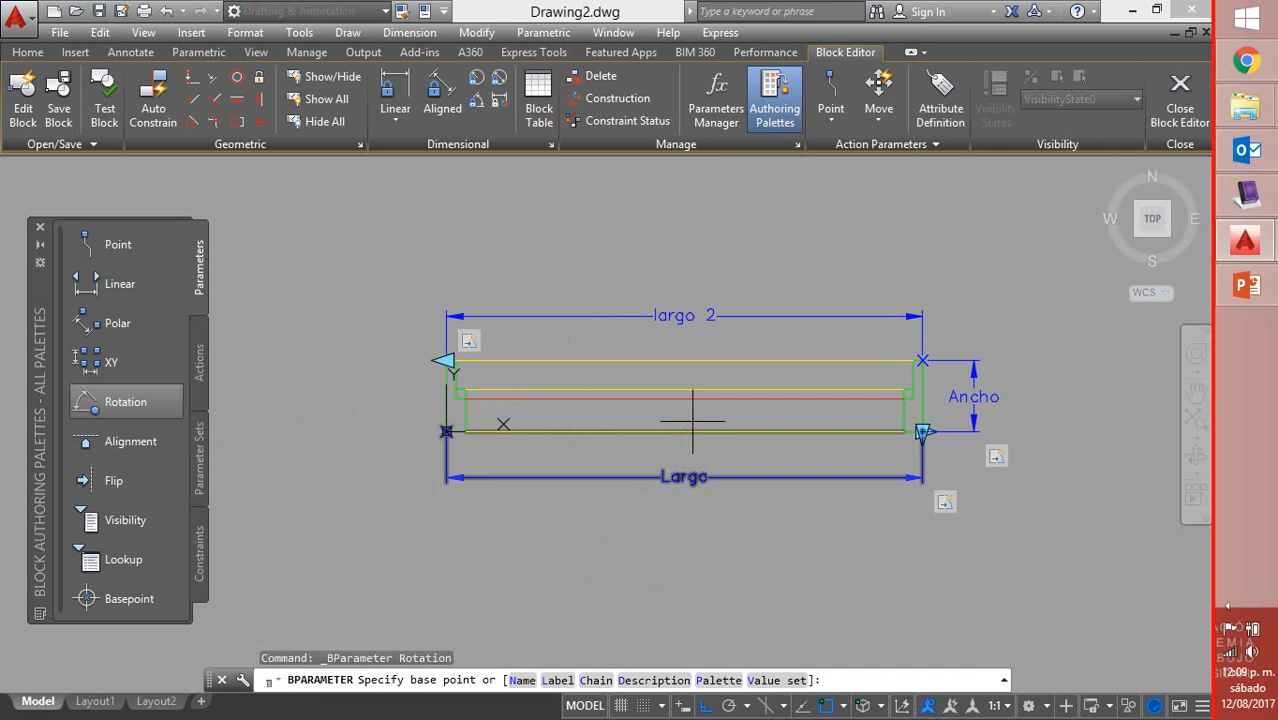 Drafting & Annotation
Drawing2.dwg
Type a keyword or phrase
Sign In
File Edit View Insert Format Tools Draw Dimension Modify Parametric Window Help Express
Home Insert Annotate Parametric View Manage Output Add-ins A360 Express Tools Featured Apps BIM 360 Performance Block Editor
Edit Block
Save Block
Test Block
Auto Constrain
Show/Hide
Show All
Hide All
Linear
Aligned
Block Table
Delete
Construction
Constraint Status
Parameters Manager
Authoring Palettes
Point
Move
Attribute Definition
Visibility States
VisibilityState0
Close Block Editor
Open/Save Geometric Dimensional Manage Action Parameters Visibility Close
BLOCK AUTHORING PALETTES - ALL PALETTES
Point
Linear
Polar
XY
Rotation
Alignment
Flip
Visibility
Lookup
Basepoint
Parameters
Actions
Parameter Sets
Constraints
N
W TOP E
S
WCS
largo 2
Y
X
Ancho
Largo
Command: _BParameter Rotation
BPARAMETER Specify base point or [Name Label Chain Description Palette Value set]:
Model Layout1 Layout2 +
MODEL
1:1
12:09 p.m.
sábado
12/08/2017